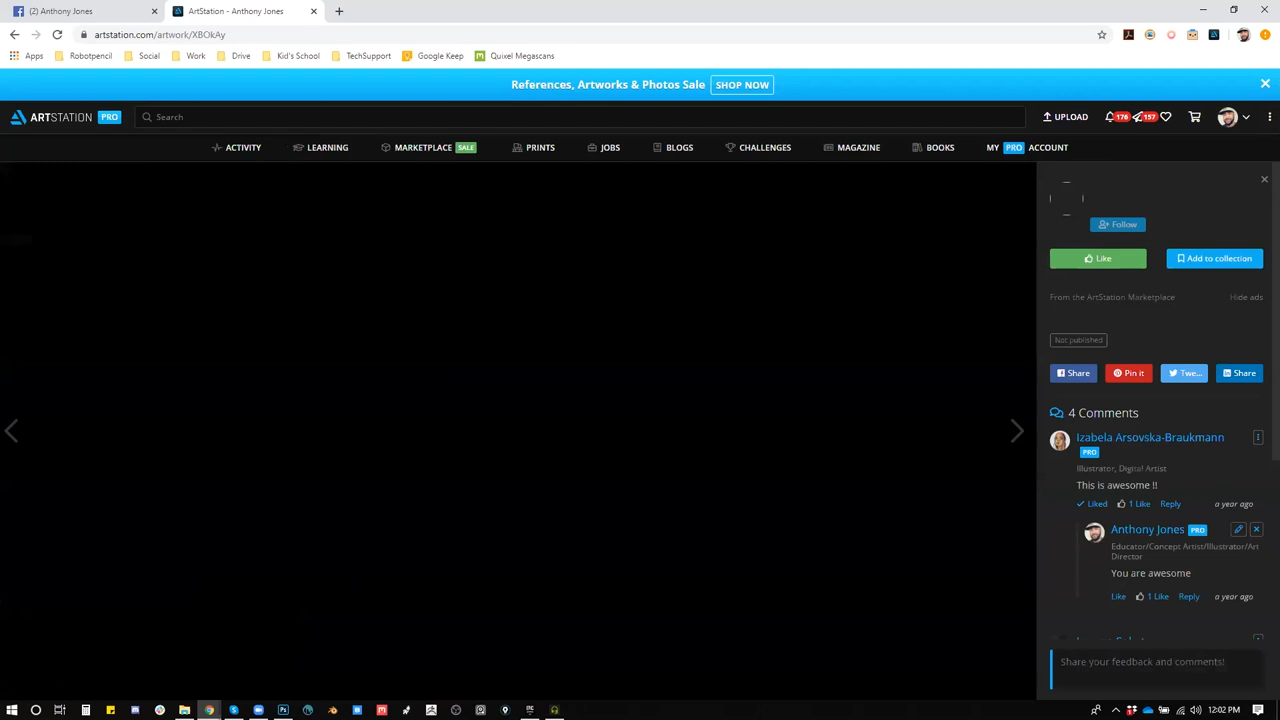 (2) Anthony Jones
ArtStation - Anthony Jones
artstation.com/artwork/XBOkAy
Apps Robotpencil Social Work Drive Kid's School TechSupport Google Keep Quixel Megascans
References, Artworks & Photos Sale SHOP NOW
ARTSTATION PRO Search UPLOAD 176 157
ACTIVITY LEARNING MARKETPLACE SALE PRINTS JOBS BLOGS CHALLENGES MAGAZINE BOOKS MY PRO ACCOUNT
Follow
Like Add to collection
From the ArtStation Marketplace Hide ads
Not published
Share Pin it Twe... Share
4 Comments
Izabela Arsovska-Braukmann
PRO
Illustrator, Digital Artist
This is awesome !!
Liked 1 Like Reply a year ago
Anthony Jones PRO
Educator/Concept Artist/Illustrator/Art
Director
You are awesome
Like 1 Like Reply a year ago
Share your feedback and comments!
12:02 PM